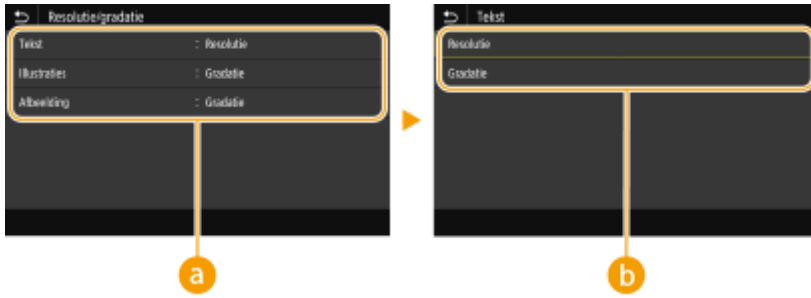 Resolutie/gradatie
Tekst : Resolutie
Illustraties : Gradatie
Afbeelding : Gradatie
a
Tekst
Resolutie
Gradatie
b